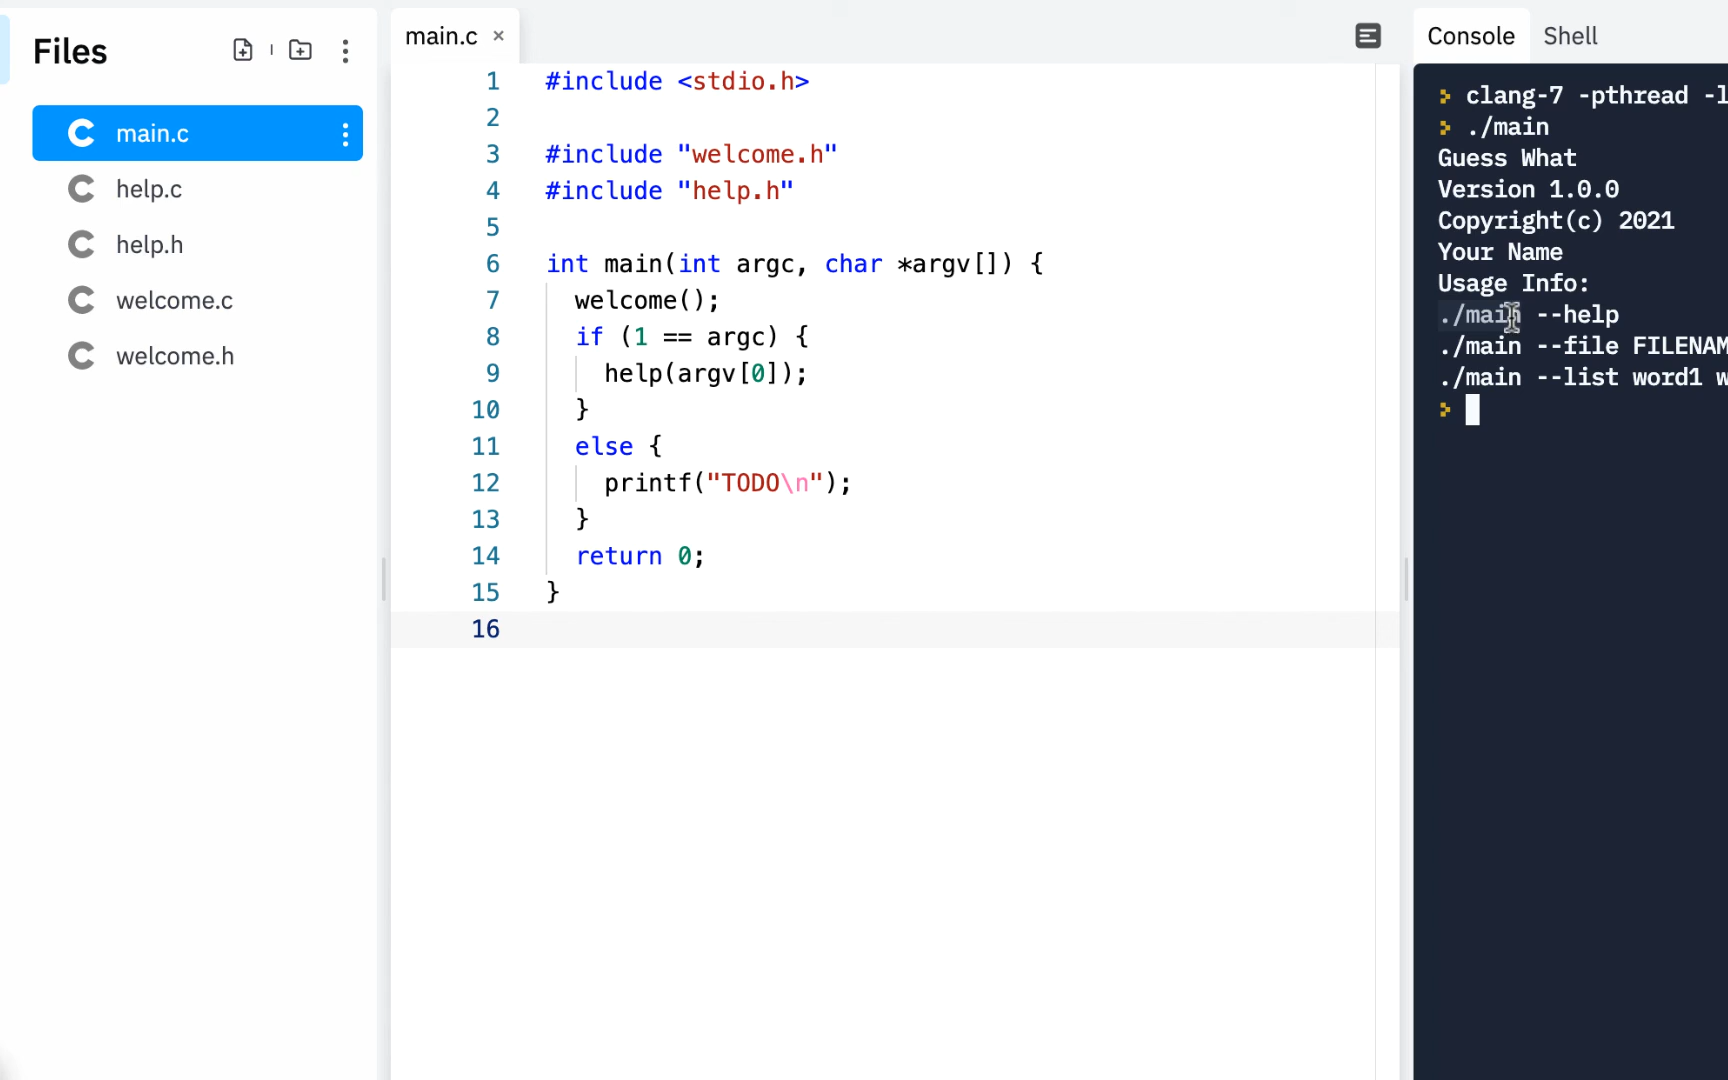 Files
main.c
help.c
help.h
welcome.c
welcome.h
main.c ×
1 #include <stdio.h>
2
3 #include "welcome.h"
4 #include "help.h"
5
6 int main(int argc, char *argv[]) {
7 welcome();
8 if (1 == argc) {
9 help(argv[0]);
10 }
11 else {
12 printf("TODO\n");
13 }
14 return 0;
15 }
16
Console Shell
clang-7 -pthread -l
./main
Guess What
Version 1.0.0
Copyright(c) 2021
Your Name
Usage Info:
./main --help
./main --file FILENAM
./main --list word1 w